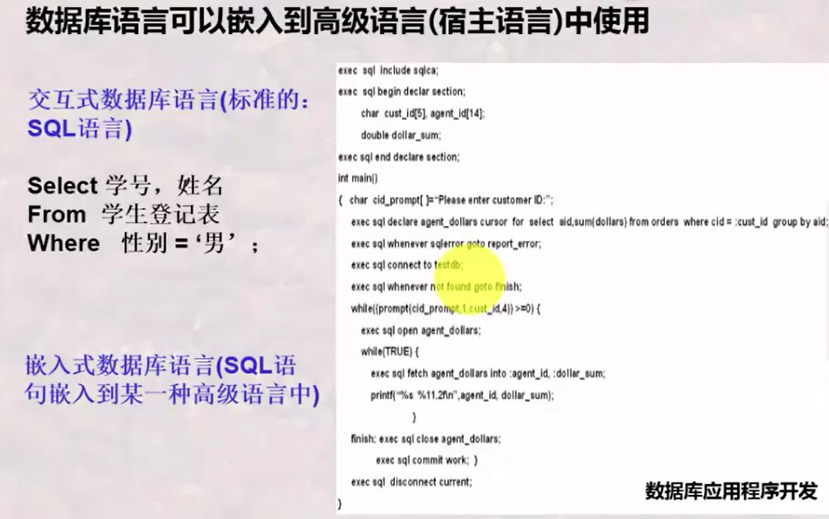 数据库语言可以嵌入到高级语言(宿主语言)中使用
交互式数据库语言(标准的:
SQL语言)
Select 学号，姓名
From 学生登记表
Where 性别 = ‘男’ ；
嵌入式数据库语言(SQL语
句嵌入到某一种高级语言中)
exec sql include sqlca;
exec sql begin declar section;
char cust_id[5], agent_id[14];
double dollar_sum;
exec sql end declare section;
int main()
{ char cid_prompt[ ]=“Please enter customer ID:”;
exec sql declare agent_dollars cursor for select aid,sum(dollars) from orders where cid = :cust_id group by aid;
exec sql whenever sqlerror goto report_error;
exec sql connect to testdb;
exec sql whenever not found goto finish;
while((prompt(cid_prompt,1,cust_id,4)) >=0) {
exec sql open agent_dollars;
while(TRUE) {
exec sql fetch agent_dollars into :agent_id, :dollar_sum;
printf(“%s %11.2f\n”,agent_id, dollar_sum);
}
finish: exec sql close agent_dollars;
exec sql commit work; }
exec sql disconnect current;
}
数据库应用程序开发